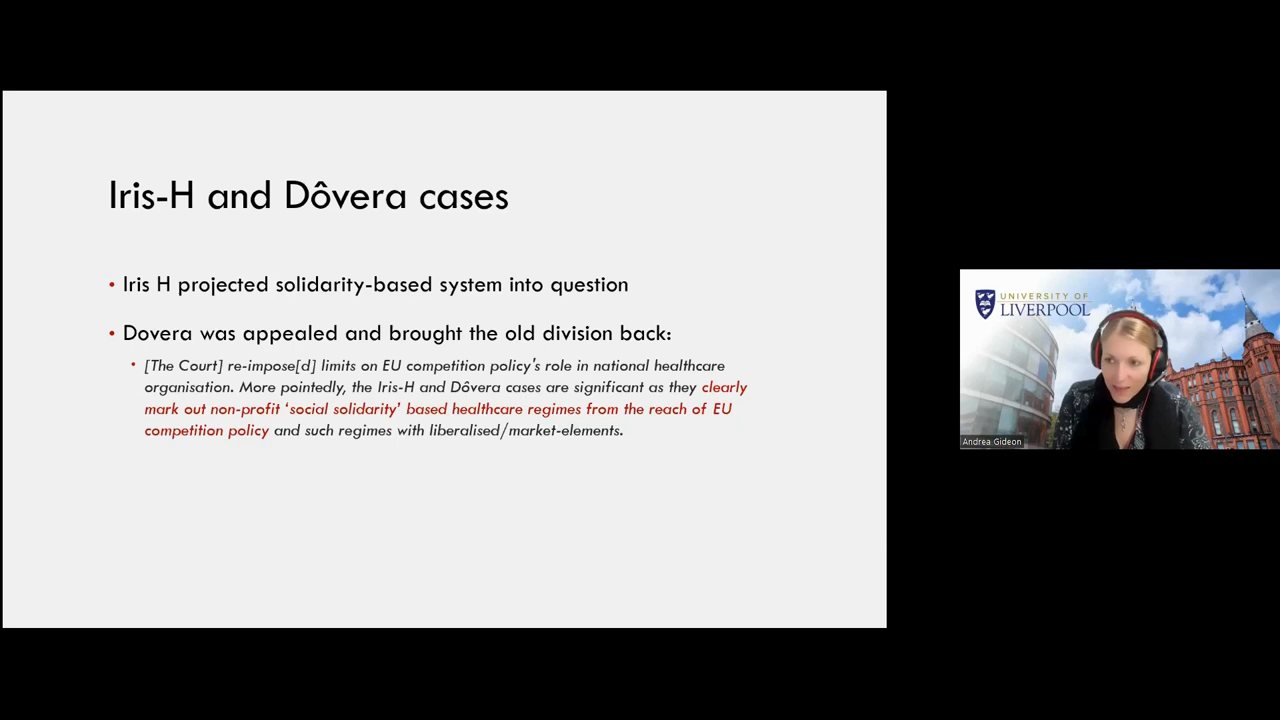 Iris-H and Dôvera cases
• Iris H projected solidarity-based system into question
• Dovera was appealed and brought the old division back:
• [The Court] re-impose[d] limits on EU competition policy's role in national healthcare
organisation. More pointedly, the Iris-H and Dôvera cases are significant as they clearly
mark out non-profit ‘social solidarity’ based healthcare regimes from the reach of EU
competition policy and such regimes with liberalised/market-elements.
UNIVERSITY OF
LIVERPOOL
Andrea Gideon